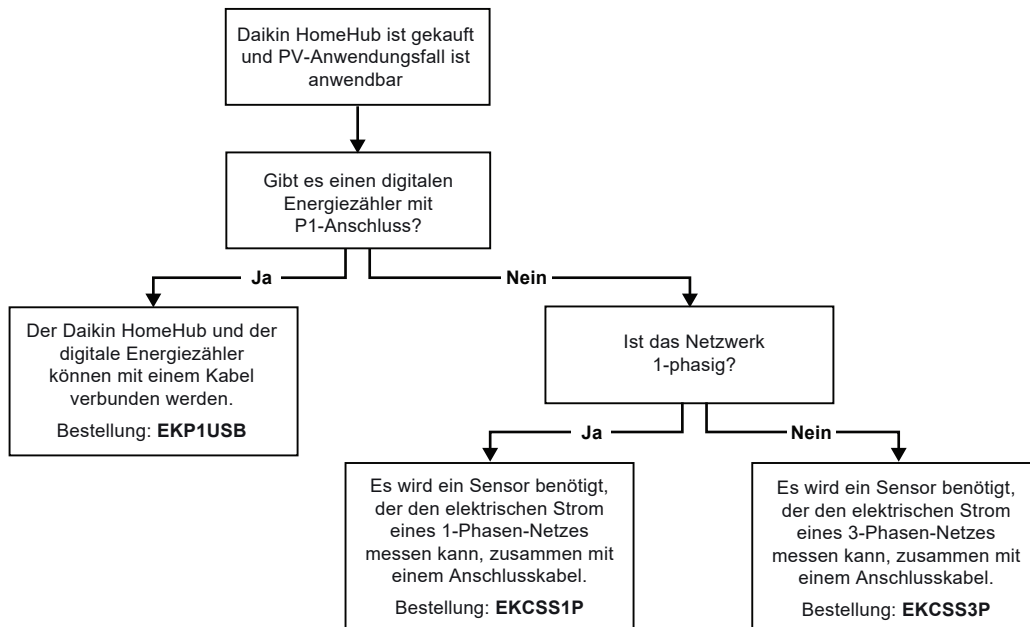 Daikin HomeHub ist gekauft
und PV-Anwendungsfall ist
anwendbar
Gibt es einen digitalen
Energiezähler mit
P1-Anschluss?
Ja
Nein
Der Daikin HomeHub und der
digitale Energiezähler
können mit einem Kabel
verbunden werden.
Bestellung: EKP1USB
Ist das Netzwerk
1-phasig?
Ja
Nein
Es wird ein Sensor benötigt,
der den elektrischen Strom
eines 1-Phasen-Netzes
messen kann, zusammen mit
einem Anschlusskabel.
Bestellung: EKCSS1P
Es wird ein Sensor benötigt,
der den elektrischen Strom
eines 3-Phasen-Netzes
messen kann, zusammen mit
einem Anschlusskabel.
Bestellung: EKCSS3P